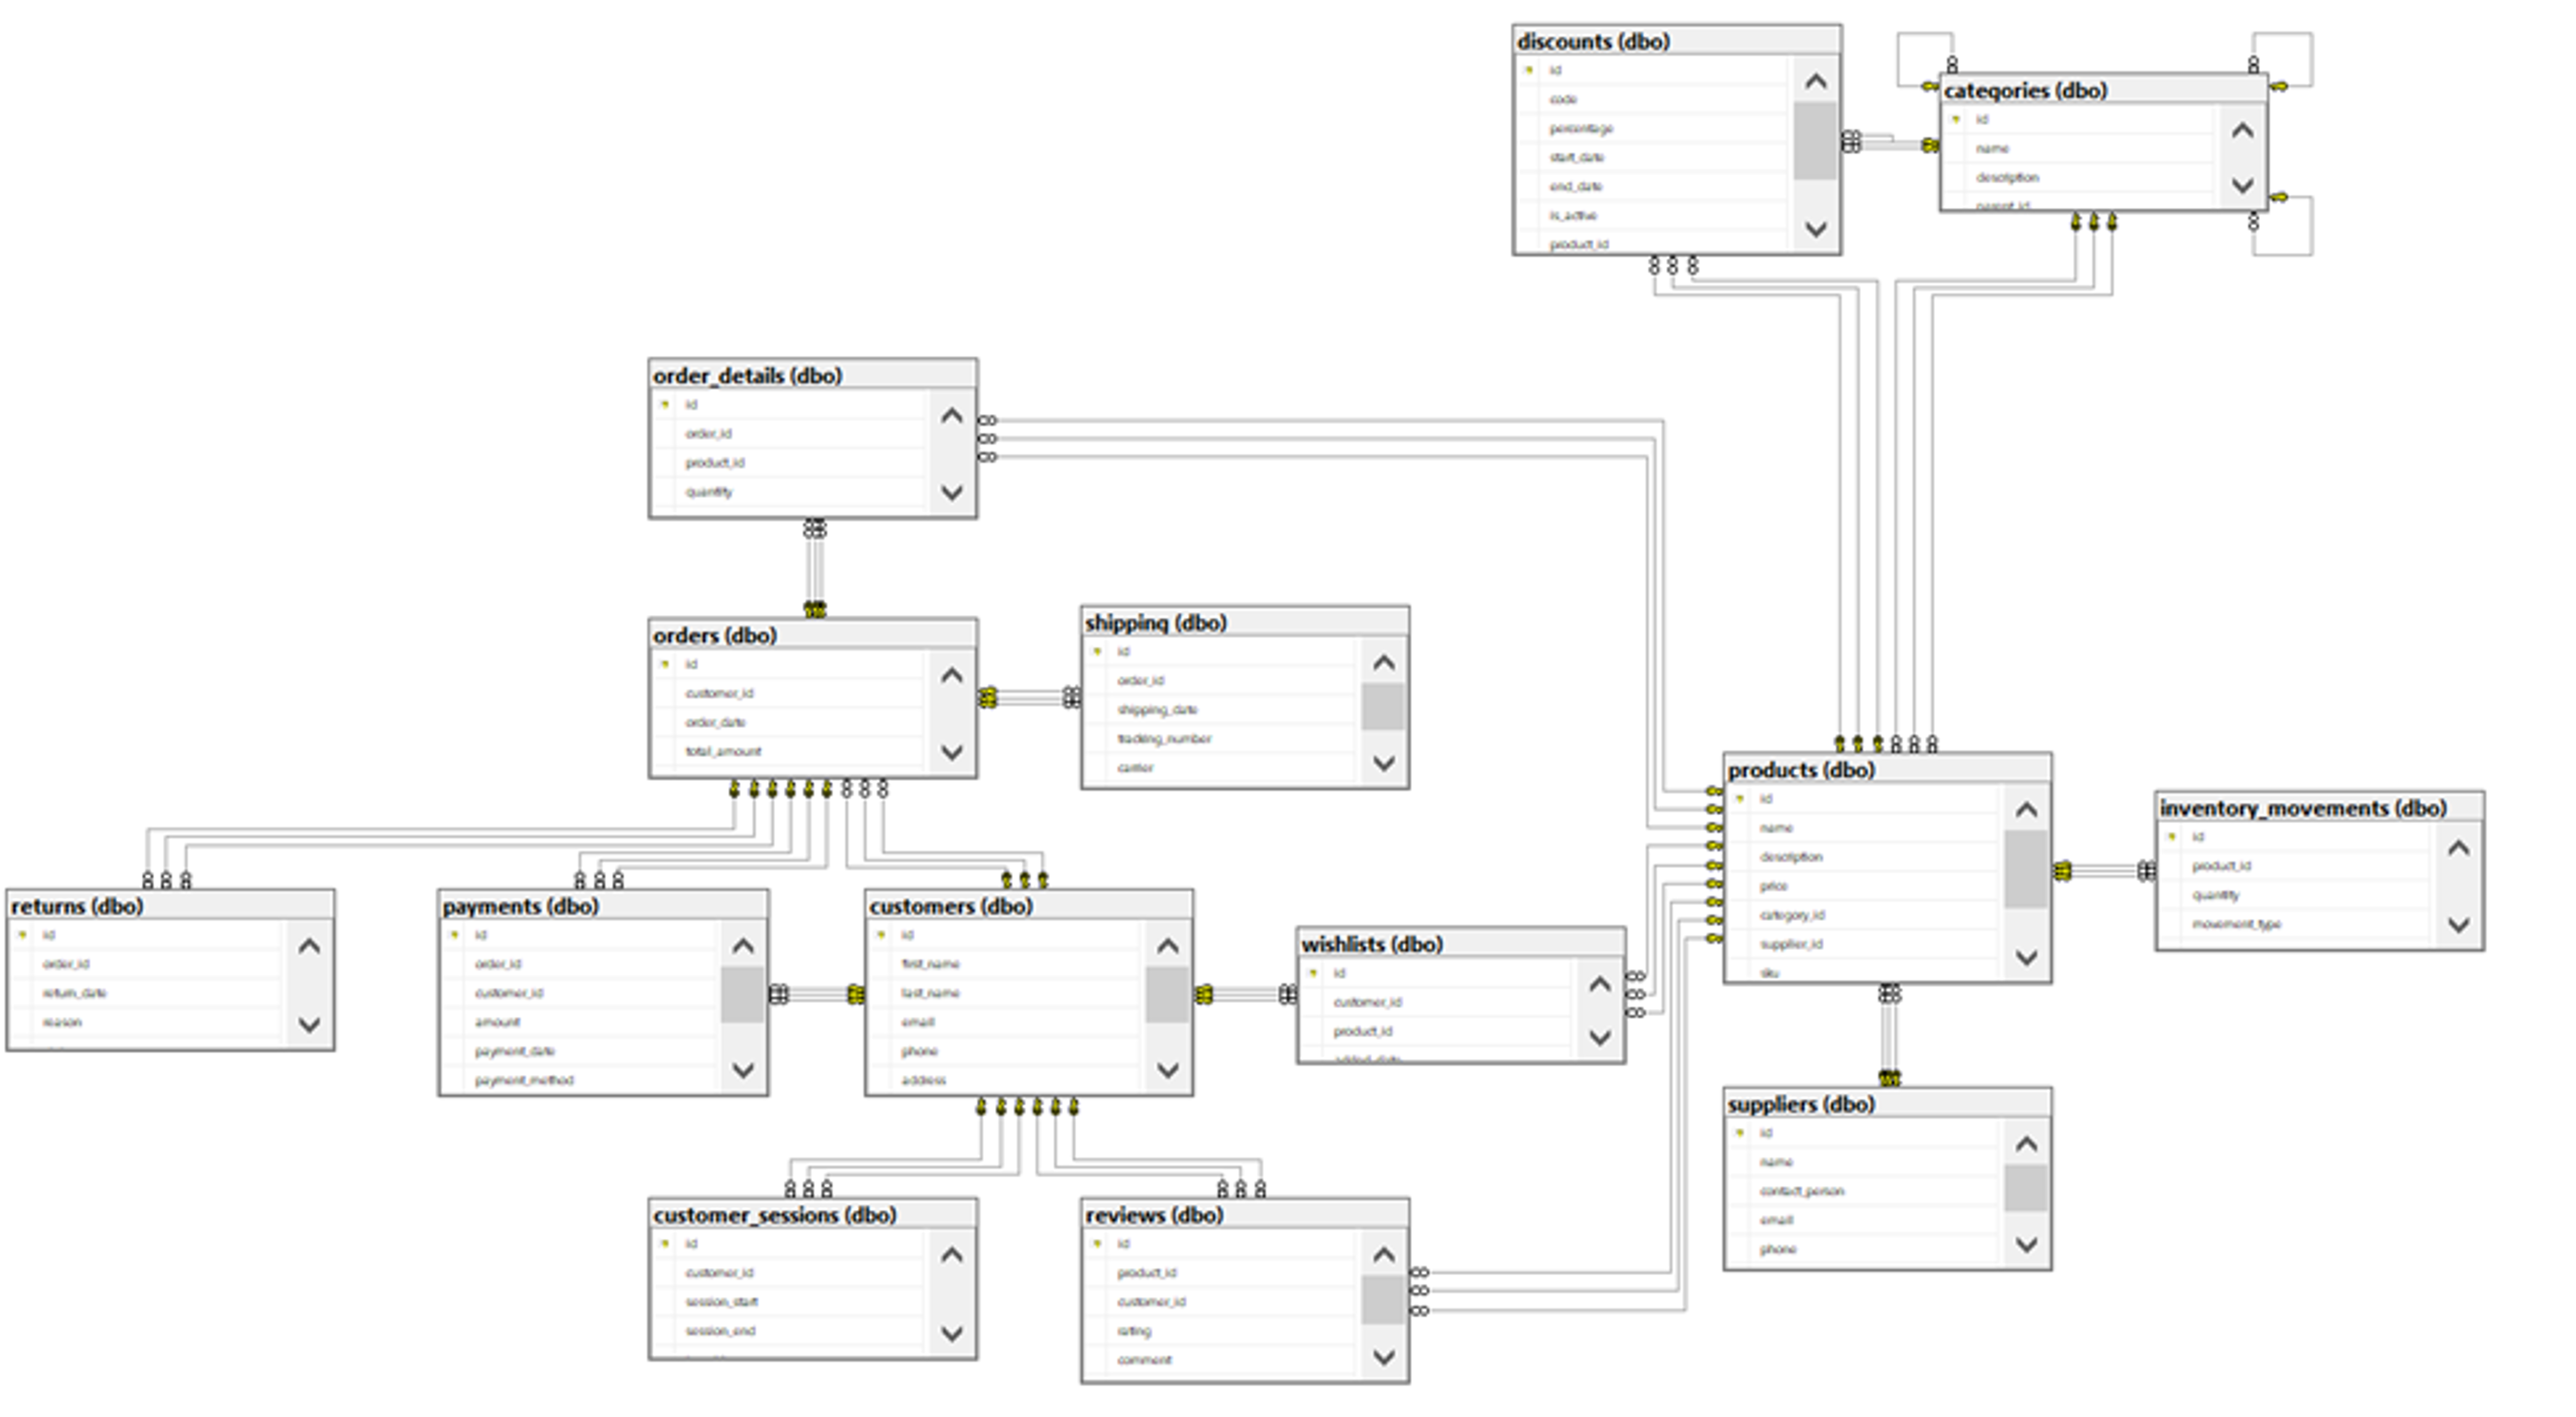 discounts (dbo)
id
code
percentage
start_date
end_date
is_active
product_id
categories (dbo)
id
name
description
parent_id
order_details (dbo)
id
order_id
product_id
quantity
orders (dbo)
id
customer_id
order_date
total_amount
shipping (dbo)
id
order_id
shipping_date
tracking_number
carrier
products (dbo)
id
name
description
price
category_id
supplier_id
sku
inventory_movements (dbo)
id
product_id
quantity
movement_type
returns (dbo)
id
order_id
return_date
reason
payments (dbo)
id
order_id
customer_id
amount
payment_date
payment_method
customers (dbo)
id
first_name
last_name
email
phone
address
wishlists (dbo)
id
customer_id
product_id
added_date
suppliers (dbo)
id
name
contact_person
email
phone
customer_sessions (dbo)
id
customer_id
session_start
session_end
reviews (dbo)
id
product_id
customer_id
rating
comment